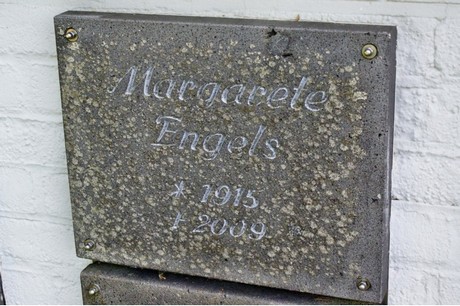 Margarete
Engels
* 1915
† 2009